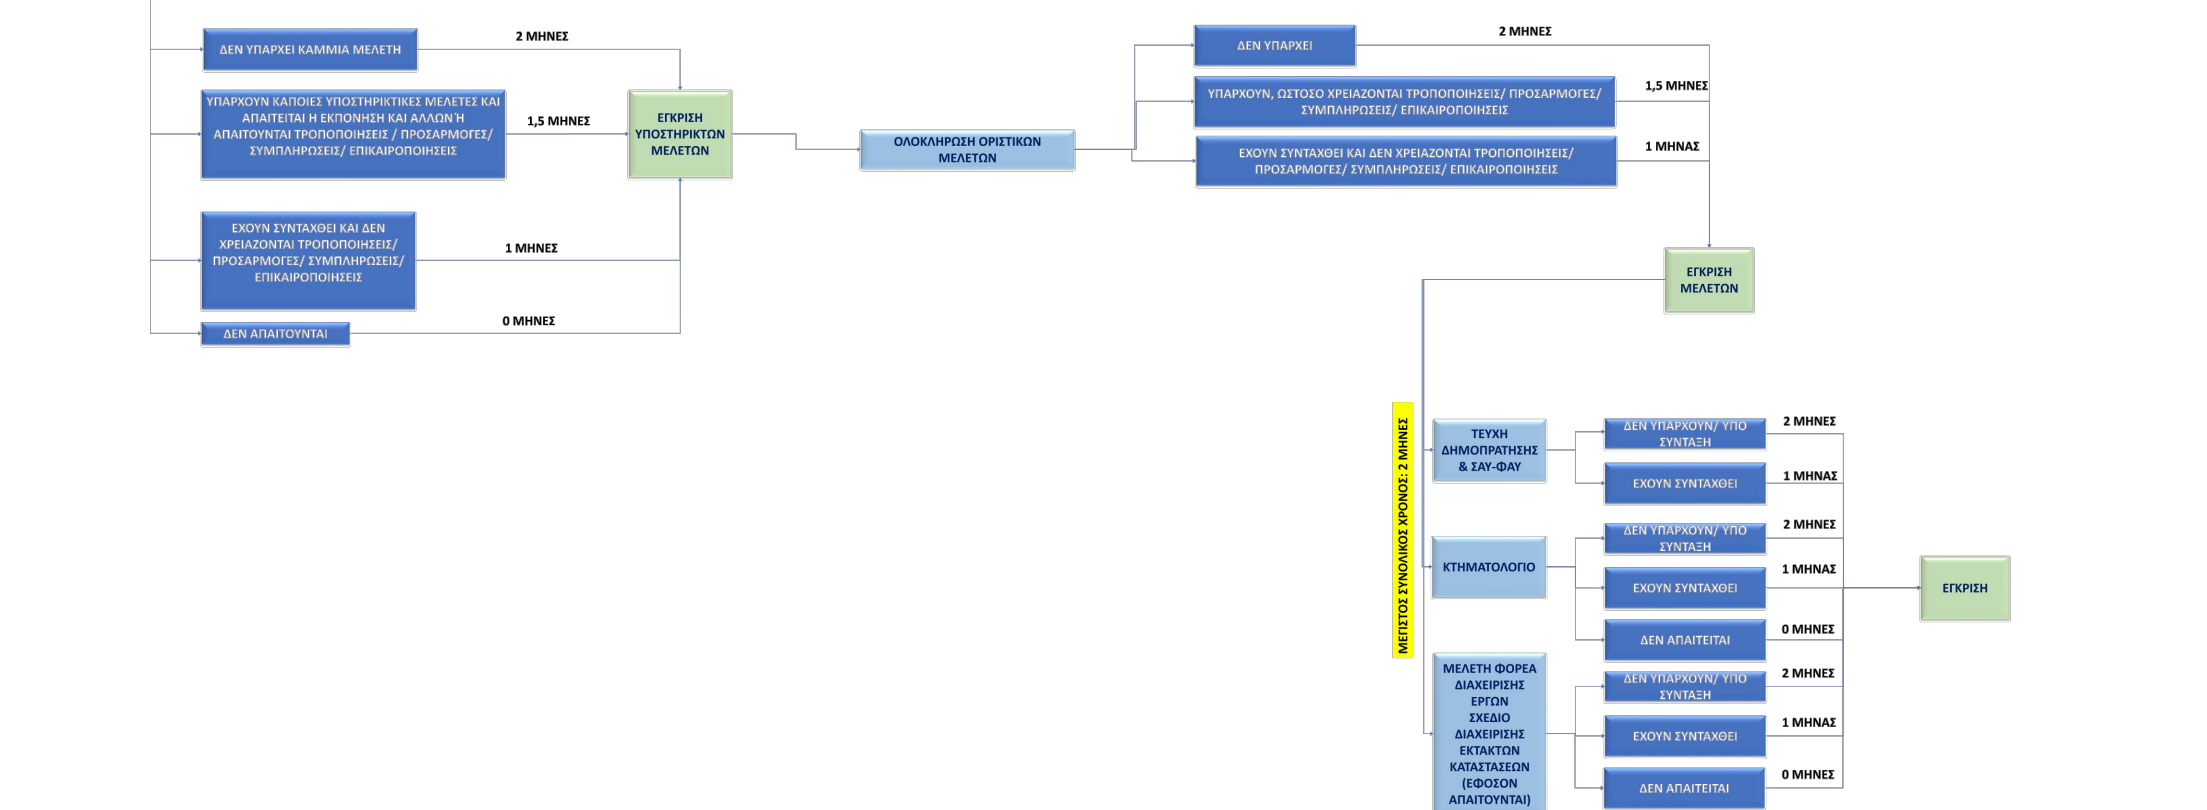 ΔΕΝ ΥΠΑΡΧΕΙ ΚΑΜΜΙΑ ΜΕΛΕΤΗ
2 ΜΗΝΕΣ
ΥΠΑΡΧΟΥΝ ΚΑΠΟΙΕΣ ΥΠΟΣΤΗΡΙΚΤΙΚΕΣ ΜΕΛΕΤΕΣ ΚΑΙ
ΑΠΑΙΤΕΙΤΑΙ Η ΕΚΠΟΝΗΣΗ ΚΑΙ ΑΛΛΩΝ Ή
ΑΠΑΙΤΟΥΝΤΑΙ ΤΡΟΠΟΠΟΙΗΣΕΙΣ / ΠΡΟΣΑΡΜΟΓΕΣ/
ΣΥΜΠΛΗΡΩΣΕΙΣ/ ΕΠΙΚΑΙΡΟΠΟΙΗΣΕΙΣ
1,5 ΜΗΝΕΣ
ΕΧΟΥΝ ΣΥΝΤΑΧΘΕΙ ΚΑΙ ΔΕΝ
ΧΡΕΙΑΖΟΝΤΑΙ ΤΡΟΠΟΠΟΙΗΣΕΙΣ/
ΠΡΟΣΑΡΜΟΓΕΣ/ ΣΥΜΠΛΗΡΩΣΕΙΣ/
ΕΠΙΚΑΙΡΟΠΟΙΗΣΕΙΣ
1 ΜΗΝΕΣ
ΔΕΝ ΑΠΑΙΤΟΥΝΤΑΙ
0 ΜΗΝΕΣ
ΕΓΚΡΙΣΗ
ΥΠΟΣΤΗΡΙΚΤΩΝ
ΜΕΛΕΤΩΝ
ΟΛΟΚΛΗΡΩΣΗ ΟΡΙΣΤΙΚΩΝ
ΜΕΛΕΤΩΝ
ΔΕΝ ΥΠΑΡΧΕΙ
2 ΜΗΝΕΣ
ΥΠΑΡΧΟΥΝ, ΩΣΤΟΣΟ ΧΡΕΙΑΖΟΝΤΑΙ ΤΡΟΠΟΠΟΙΗΣΕΙΣ/ ΠΡΟΣΑΡΜΟΓΕΣ/
ΣΥΜΠΛΗΡΩΣΕΙΣ/ ΕΠΙΚΑΙΡΟΠΟΙΗΣΕΙΣ
1,5 ΜΗΝΕΣ
ΕΧΟΥΝ ΣΥΝΤΑΧΘΕΙ ΚΑΙ ΔΕΝ ΧΡΕΙΑΖΟΝΤΑΙ ΤΡΟΠΟΠΟΙΗΣΕΙΣ/
ΠΡΟΣΑΡΜΟΓΕΣ/ ΣΥΜΠΛΗΡΩΣΕΙΣ/ ΕΠΙΚΑΙΡΟΠΟΙΗΣΕΙΣ
1 ΜΗΝΑΣ
ΕΓΚΡΙΣΗ
ΜΕΛΕΤΩΝ
ΜΕΓΙΣΤΟΣ ΣΥΝΟΛΙΚΟΣ ΧΡΟΝΟΣ: 2 ΜΗΝΕΣ
ΤΕΥΧΗ
ΔΗΜΟΠΡΑΤΗΣΗΣ
& ΣΑΥ-ΦΑΥ
ΔΕΝ ΥΠΑΡΧΟΥΝ/ ΥΠΟ
ΣΥΝΤΑΞΗ
2 ΜΗΝΕΣ
ΕΧΟΥΝ ΣΥΝΤΑΧΘΕΙ
1 ΜΗΝΑΣ
ΚΤΗΜΑΤΟΛΟΓΙΟ
ΔΕΝ ΥΠΑΡΧΟΥΝ/ ΥΠΟ
ΣΥΝΤΑΞΗ
2 ΜΗΝΕΣ
ΕΧΟΥΝ ΣΥΝΤΑΧΘΕΙ
1 ΜΗΝΑΣ
ΔΕΝ ΑΠΑΙΤΕΙΤΑΙ
0 ΜΗΝΕΣ
ΜΕΛΕΤΗ ΦΟΡΕΑ
ΔΙΑΧΕΙΡΙΣΗΣ
ΕΡΓΩΝ
ΣΧΕΔΙΟ
ΔΙΑΧΕΙΡΙΣΗΣ
ΕΚΤΑΚΤΩΝ
ΚΑΤΑΣΤΑΣΕΩΝ
(ΕΦΟΣΟΝ
ΑΠΑΙΤΟΥΝΤΑΙ)
ΔΕΝ ΥΠΑΡΧΟΥΝ/ ΥΠΟ
ΣΥΝΤΑΞΗ
2 ΜΗΝΕΣ
ΕΧΟΥΝ ΣΥΝΤΑΧΘΕΙ
1 ΜΗΝΑΣ
ΔΕΝ ΑΠΑΙΤΕΙΤΑΙ
0 ΜΗΝΕΣ
ΕΓΚΡΙΣΗ